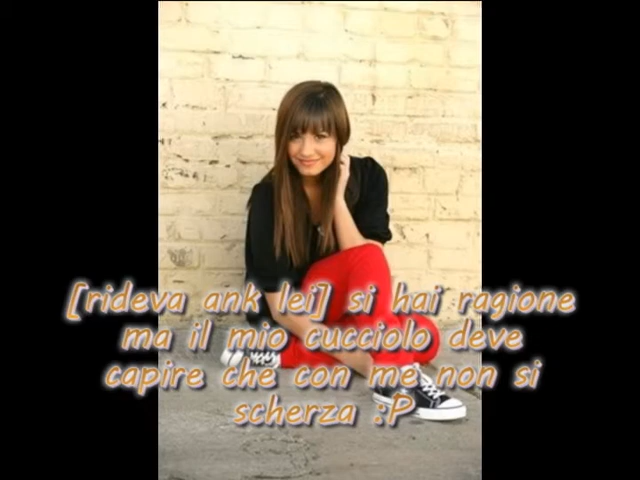 [rideva ank lei] si hai ragione
ma il mio cucciolo deve
capire che con me non si
scherza :P